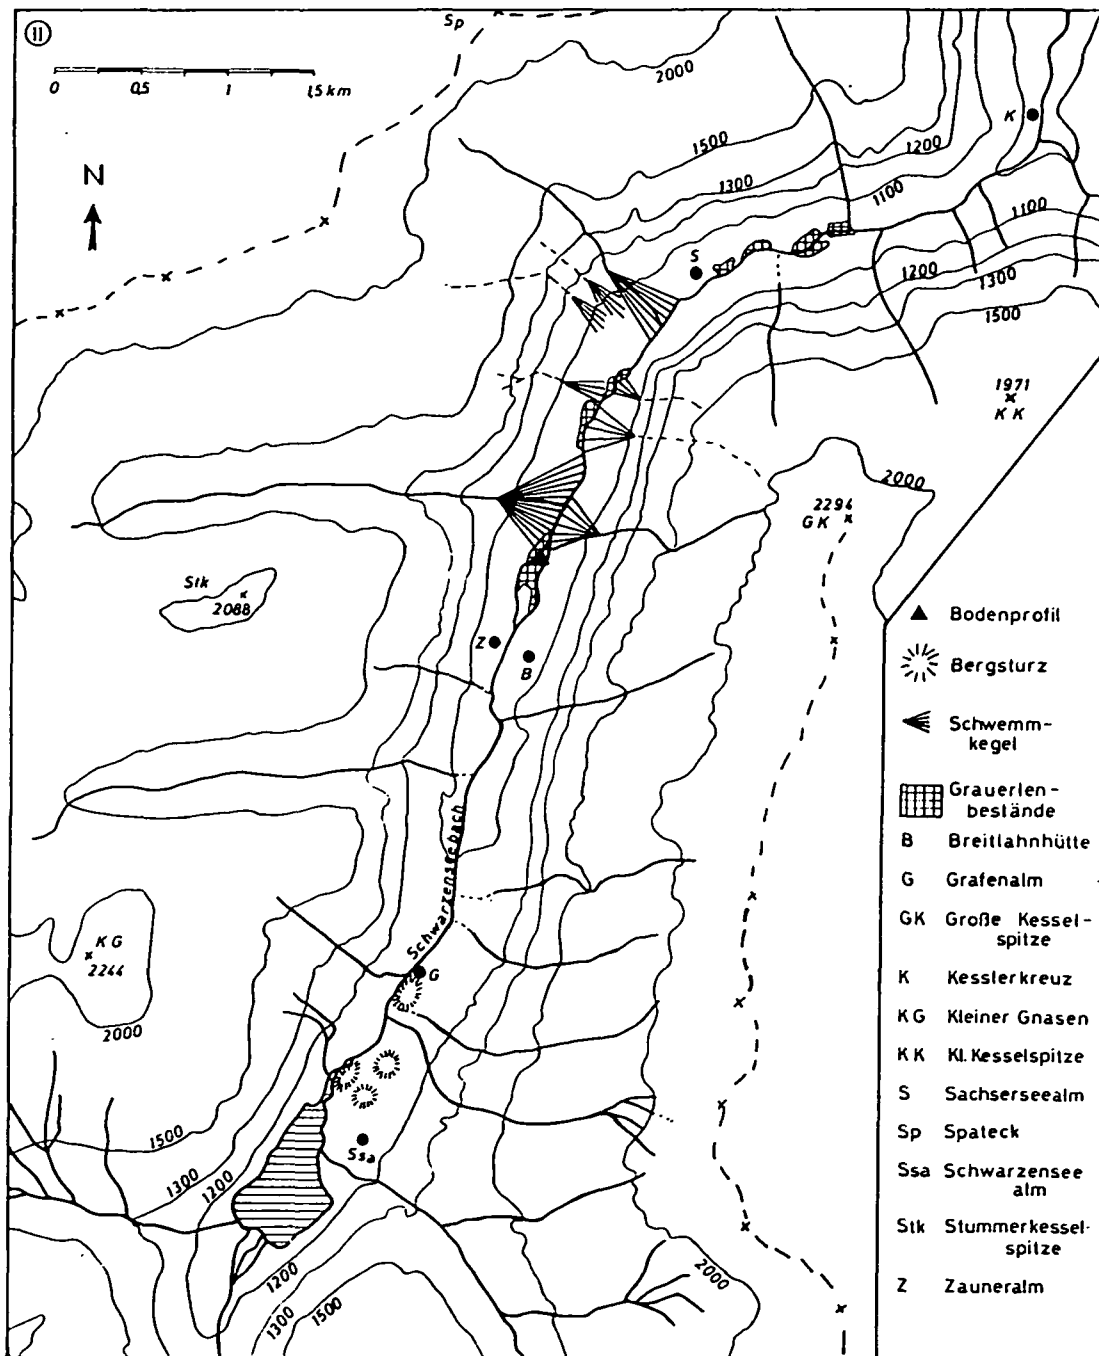 II
Sp
2000
0 0,5 1 1,5 km
K
1500
1200
1300
1100
N
S
1100
1200
1300
1500
1971
KK
2000
2294
GK
Stk
2088
Bodenprofil
Z
B
Bergsturz
Schwemm-
kegel
Grauerlen-
bestände
B Breitlahnhütte
Schwarzenseebach
G Grafenalm
GK Große Kessel-
spitze
KG
2244
G
K Kesslerkreuz
KG Kleiner Gnasen
2000
KK Kl. Kesselspitze
S Sachserseealm
Sp Spateck
1500
Ssa
Ssa Schwarzensee
alm
1300
1200
Stk Stummerkessel-
spitze
1200
2000
Z Zauneralm
1300
1500